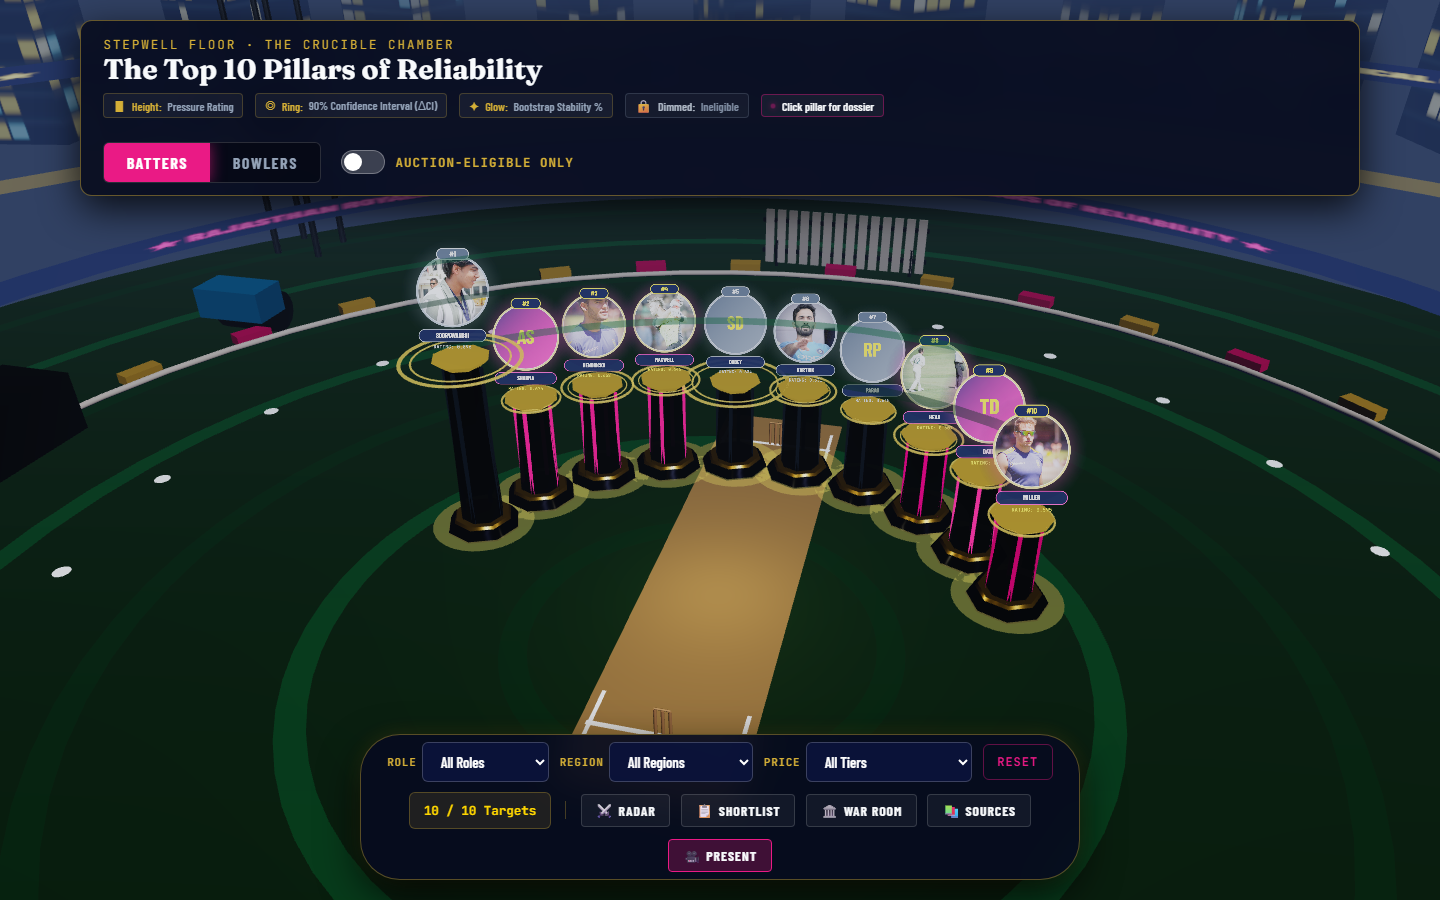 STEPWELL FLOOR · THE CRUCIBLE CHAMBER
The Top 10 Pillars of Reliability
Height: Pressure Rating
Ring: 90% Confidence Interval (ΔCI)
Glow: Bootstrap Stability %
Dimmed: Ineligible
Click pillar for dossier
BATTERS
BOWLERS
AUCTION-ELIGIBLE ONLY
#1
#2
#3
#4
#5
#6
#7
#8
#9
#10
AS
SD
RP
TD
MAXWELL
MILLER
ROLE
All Roles
REGION
All Regions
PRICE
All Tiers
RESET
10 / 10 Targets
RADAR
SHORTLIST
WAR ROOM
SOURCES
PRESENT